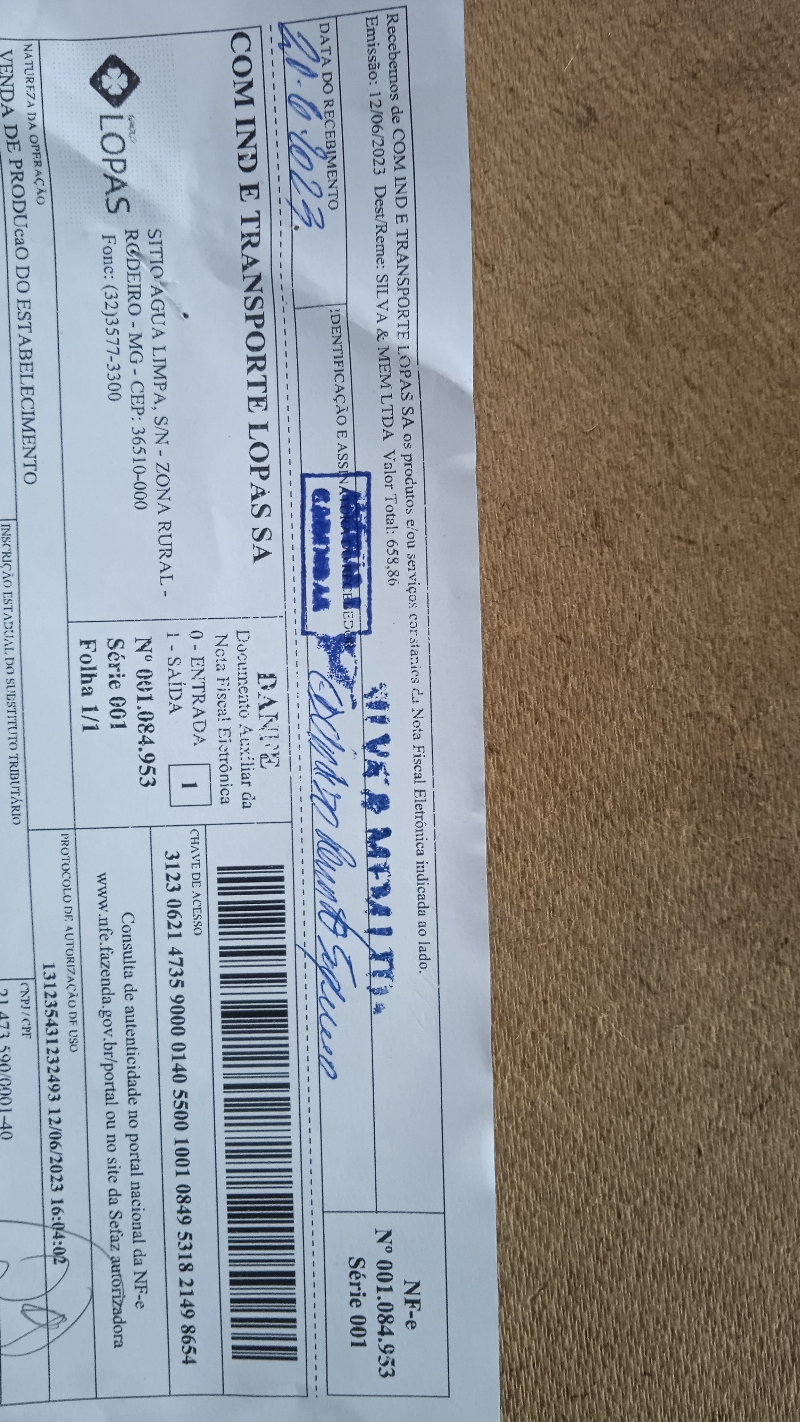 Recebemos de COM IND E TRANSPORTE LOPAS SA os produtos e/ou serviços constantes da Nota Fiscal Eletrônica indicada ao lado.
Emissão: 12/06/2023 Dest/Reme: SILVA & MEM LTDA Valor Total: 658,86
NF-e
Nº 001.084.953
Série 001
DATA DO RECEBIMENTO
20.6.2023.
IDENTIFICAÇÃO E
COM IND E TRANSPORTE LOPAS SA
LOPAS
SITIO AGUA LIMPA, S/N - ZONA RURAL -
RODEIRO - MG - CEP: 36510-000
Fone: (32)3577-3300
DANFE
Documento Auxiliar da
Nota Fiscal Eletrônica
0 - ENTRADA
1 - SAÍDA
1
Nº 001.084.953
Série 001
Folha 1/1
CHAVE DE ACESSO
3123 0621 4735 9000 0140 5500 1001 0849 5318 2149 8654
Consulta de autenticidade no portal nacional da NF-e
www.nfe.fazenda.gov.br/portal ou no site da Sefaz autorizadora
NATUREZA DA OPERAÇÃO
VENDA DE PRODUçãO DO ESTABELECIMENTO
PROTOCOLO DE AUTORIZAÇÃO DE USO
131235431232493 12/06/2023 16:04:02
INSCRIÇÃO ESTADUAL DO SUBSTITUTO TRIBUTÁRIO
CNPJ / CPF
21.473.590/0001-40